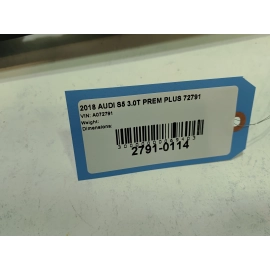 2018 AUDI S5 3.0T PREM PLUS 72791
VIN: A072791
Weight:
Dimensions:
2791-0114